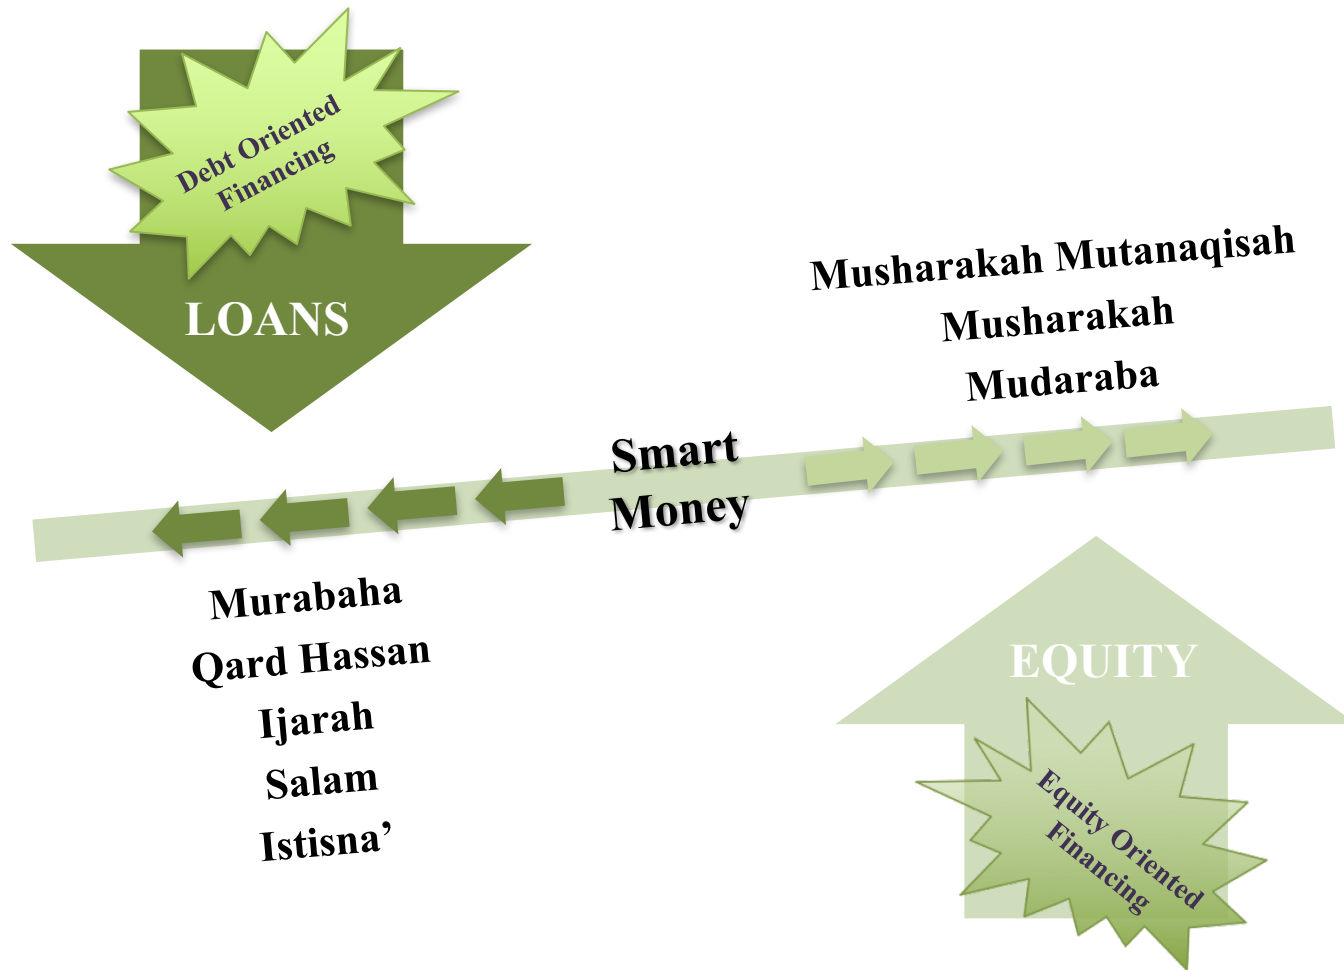 Debt Oriented
Financing
LOANS
Musharakah Mutanaqisah
Musharakah
Mudaraba
Smart
Money
Murabaha
Qard Hassan
Ijarah
Salam
Istisna’
EQUITY
Equity Oriented
Financing